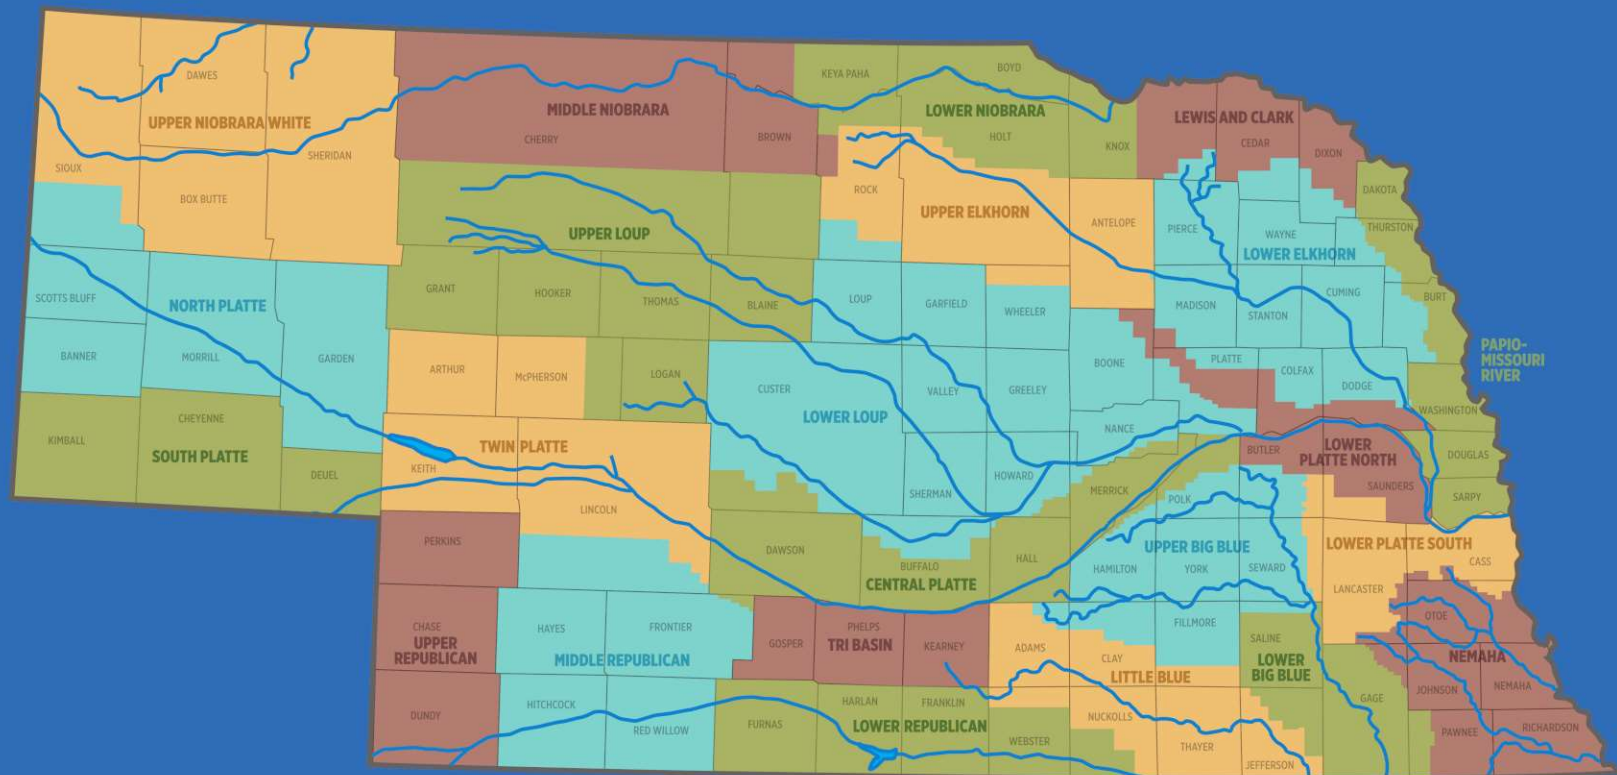 KEYA PAHA
BOYD
DAWES
UPPER NIOBRARA WHITE
MIDDLE NIOBRARA
LOWER NIOBRARA
LEWIS AND CLARK
CHERRY
BROWN
HOLT
KNOX
CEDAR
DIXON
SIOUX
SHERIDAN
BOX BUTTE
ROCK
UPPER ELKHORN
ANTELOPE
PIERCE
WAYNE
DAKOTA
THURSTON
UPPER LOUP
LOWER ELKHORN
SCOTTS BLUFF
NORTH PLATTE
GRANT
HOOKER
THOMAS
BLAINE
LOUP
GARFIELD
WHEELER
MADISON
STANTON
CUMING
BURT
BANNER
MORRILL
GARDEN
ARTHUR
McPHERSON
LOGAN
CUSTER
VALLEY
GREELEY
BOONE
PLATTE
COLFAX
DODGE
PAPIO-
MISSOURI
RIVER
KIMBALL
CHEYENNE
SOUTH PLATTE
DEUEL
TWIN PLATTE
KEITH
LINCOLN
LOWER LOUP
SHERMAN
HOWARD
NANCE
MERRICK
POLK
BUTLER
LOWER
PLATTE NORTH
SAUNDERS
WASHINGTON
DOUGLAS
SARPY
PERKINS
DAWSON
BUFFALO
CENTRAL PLATTE
HALL
UPPER BIG BLUE
HAMILTON
YORK
SEWARD
LOWER PLATTE SOUTH
CASS
LANCASTER
CHASE
UPPER
REPUBLICAN
HAYES
FRONTIER
MIDDLE REPUBLICAN
GOSPER
PHELPS
TRI BASIN
KEARNEY
ADAMS
CLAY
LITTLE BLUE
FILLMORE
SALINE
LOWER
BIG BLUE
OTOE
NEMAHA
JOHNSON
NEMAHA
GAGE
DUNDY
HITCHCOCK
RED WILLOW
FURNAS
HARLAN
FRANKLIN
LOWER REPUBLICAN
WEBSTER
NUCKOLLS
THAYER
JEFFERSON
PAWNEE
RICHARDSON